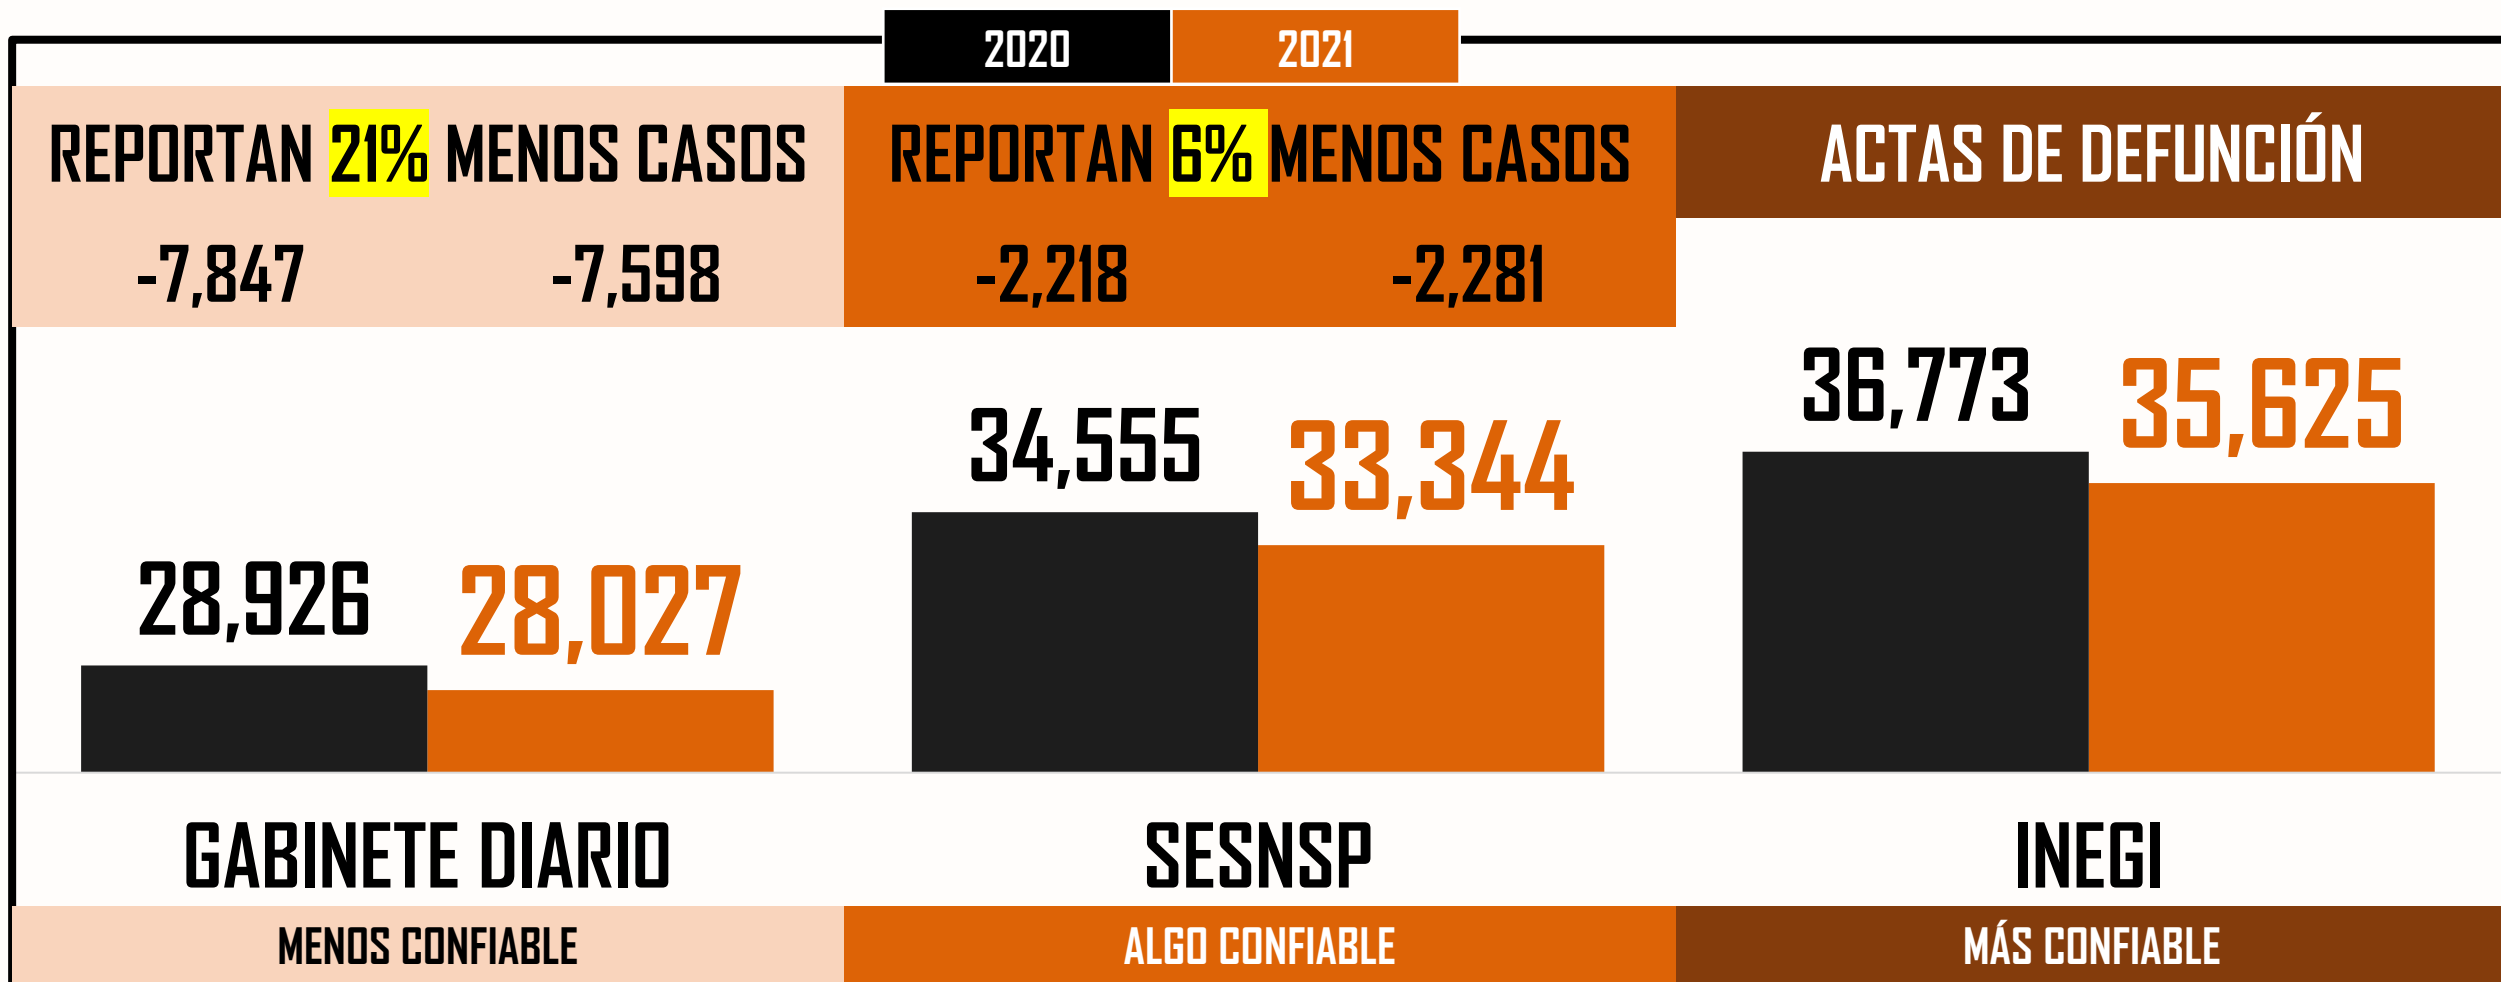 2020 2021
REPORTAN 21% MENOS CASOS
REPORTAN 6% MENOS CASOS
ACTAS DE DEFUNCIÓN
-7,847 -7,598
-2,218 -2,281
28,926 28,027
34,555 33,344
36,773 35,625
GABINETE DIARIO
SESNSP
INEGI
MENOS CONFIABLE
ALGO CONFIABLE
MÁS CONFIABLE